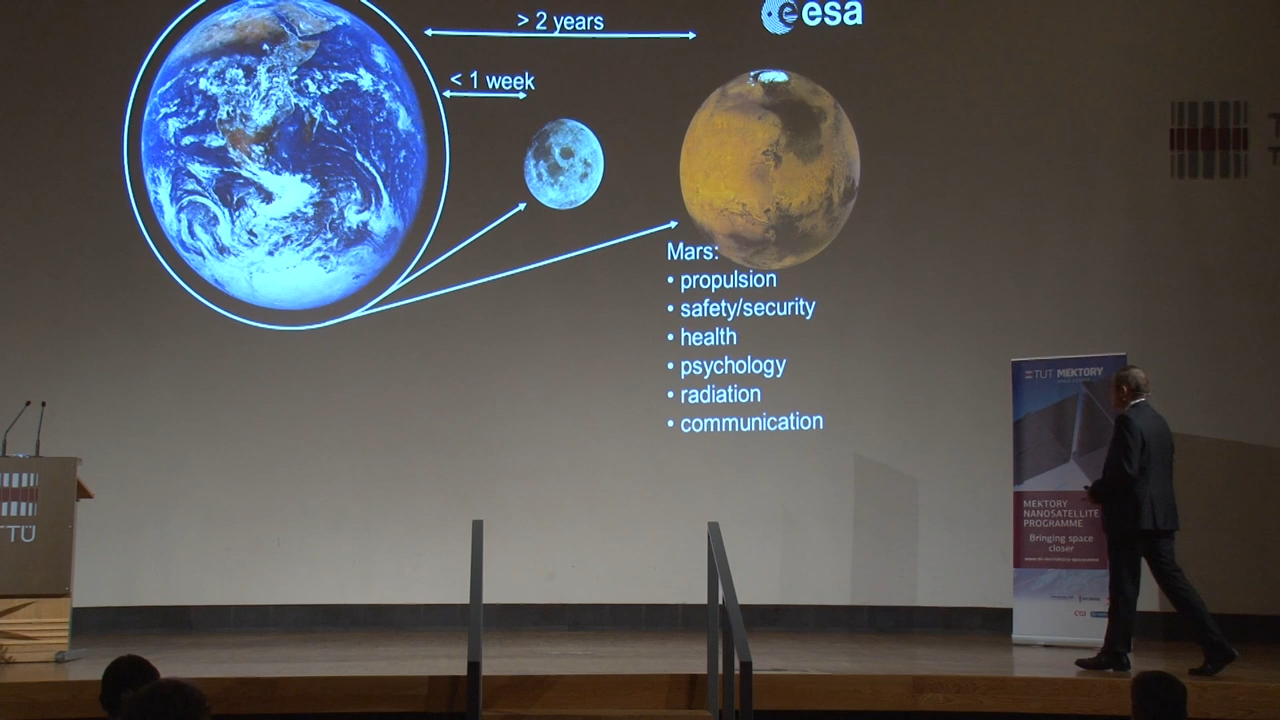 > 2 years
esa
< 1 week
Mars:
• propulsion
• safety/security
• health
• psychology
• radiation
• communication
TUT MEKTORY
MEKTORY
NANOSATELLITE
PROGRAMME
Bringing space
closer
TTÜ